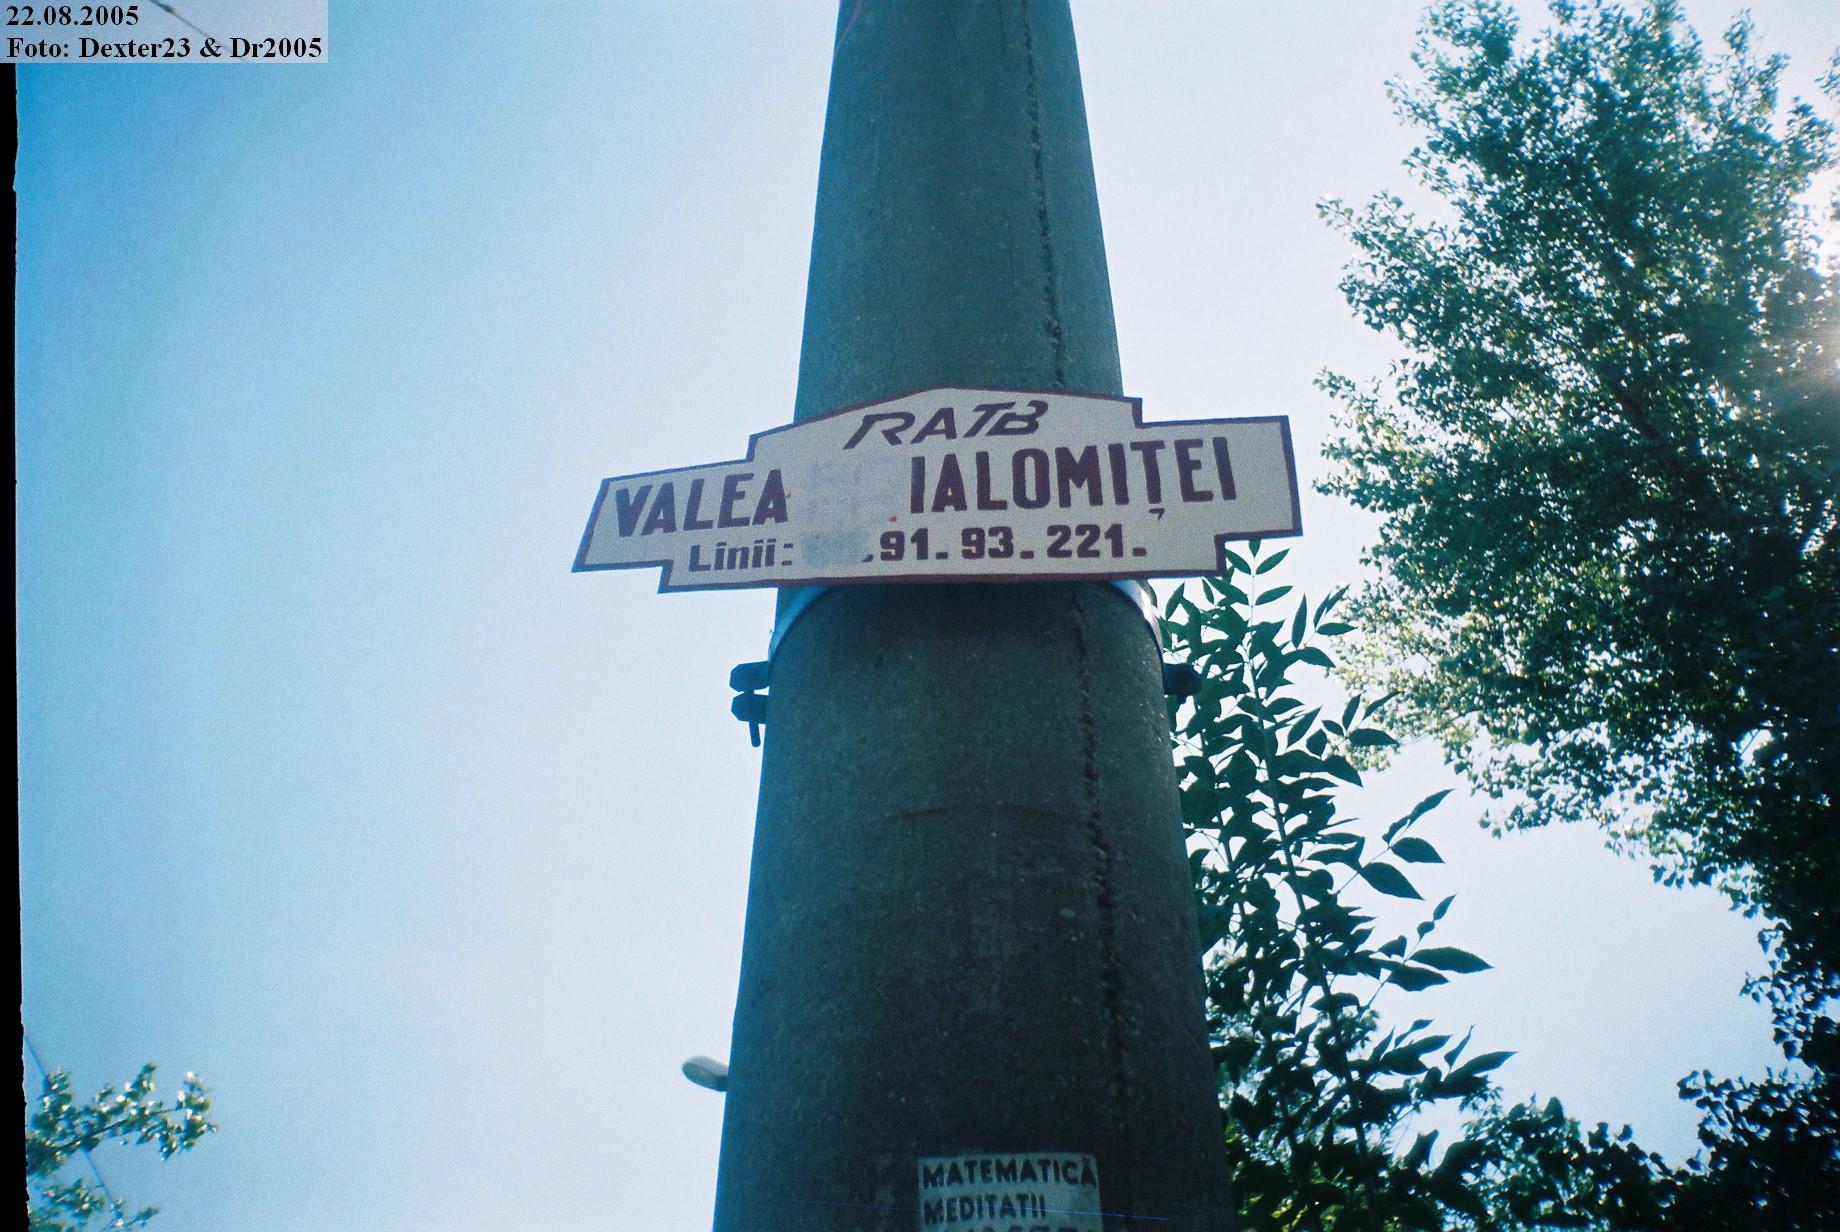 22.08.2005
Foto: Dexter23 & Dr2005
RATB
VALEA IALOMIȚEI
Linii: .91. 93. 221.
MATEMATICĂ
MEDITATII